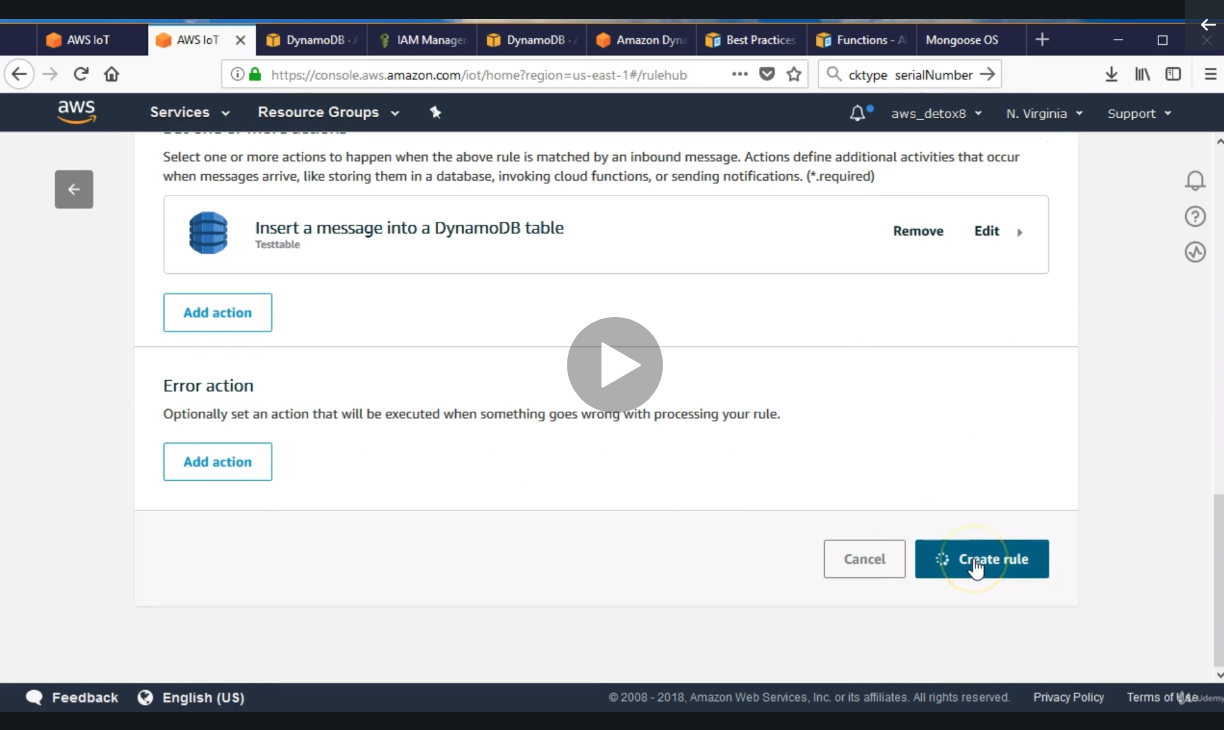 AWS IoT
AWS IoT
DynamoDB · A
IAM Manager
DynamoDB · A
Amazon Dyna
Best Practices
Functions - A
Mongoose OS
https://console.aws.amazon.com/iot/home?region=us-east-1#/rulehub
cktype serialNumber
aws
Services
Resource Groups
aws_detox8
N. Virginia
Support
Select one or more actions to happen when the above rule is matched by an inbound message. Actions define additional activities that occur
when messages arrive, like storing them in a database, invoking cloud functions, or sending notifications. (*.required)
Insert a message into a DynamoDB table
Testtable
Remove
Edit
Add action
Error action
Optionally set an action that will be executed when something goes wrong with processing your rule.
Add action
Cancel
Create rule
Feedback
English (US)
© 2008 - 2018, Amazon Web Services, Inc. or its affiliates. All rights reserved.
Privacy Policy
Terms of Use
Udemy